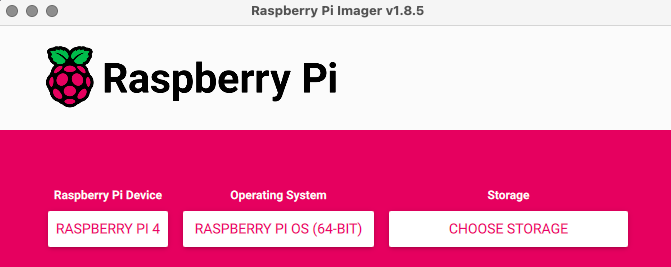 Raspberry Pi Imager v1.8.5
Raspberry Pi
Raspberry Pi Device Operating System Storage
RASPBERRY PI 4 RASPBERRY PI OS (64-BIT) CHOOSE STORAGE